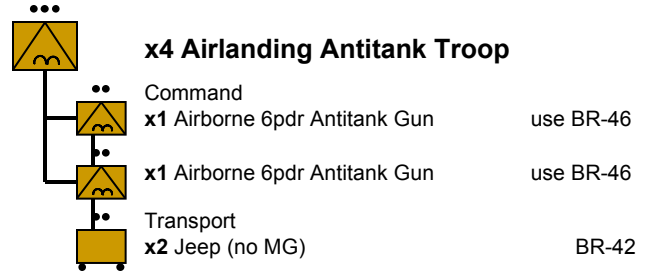 x4 Airlanding Antitank Troop
Command
x1 Airborne 6pdr Antitank Gun use BR-46
x1 Airborne 6pdr Antitank Gun use BR-46
Transport
x2 Jeep (no MG) BR-42